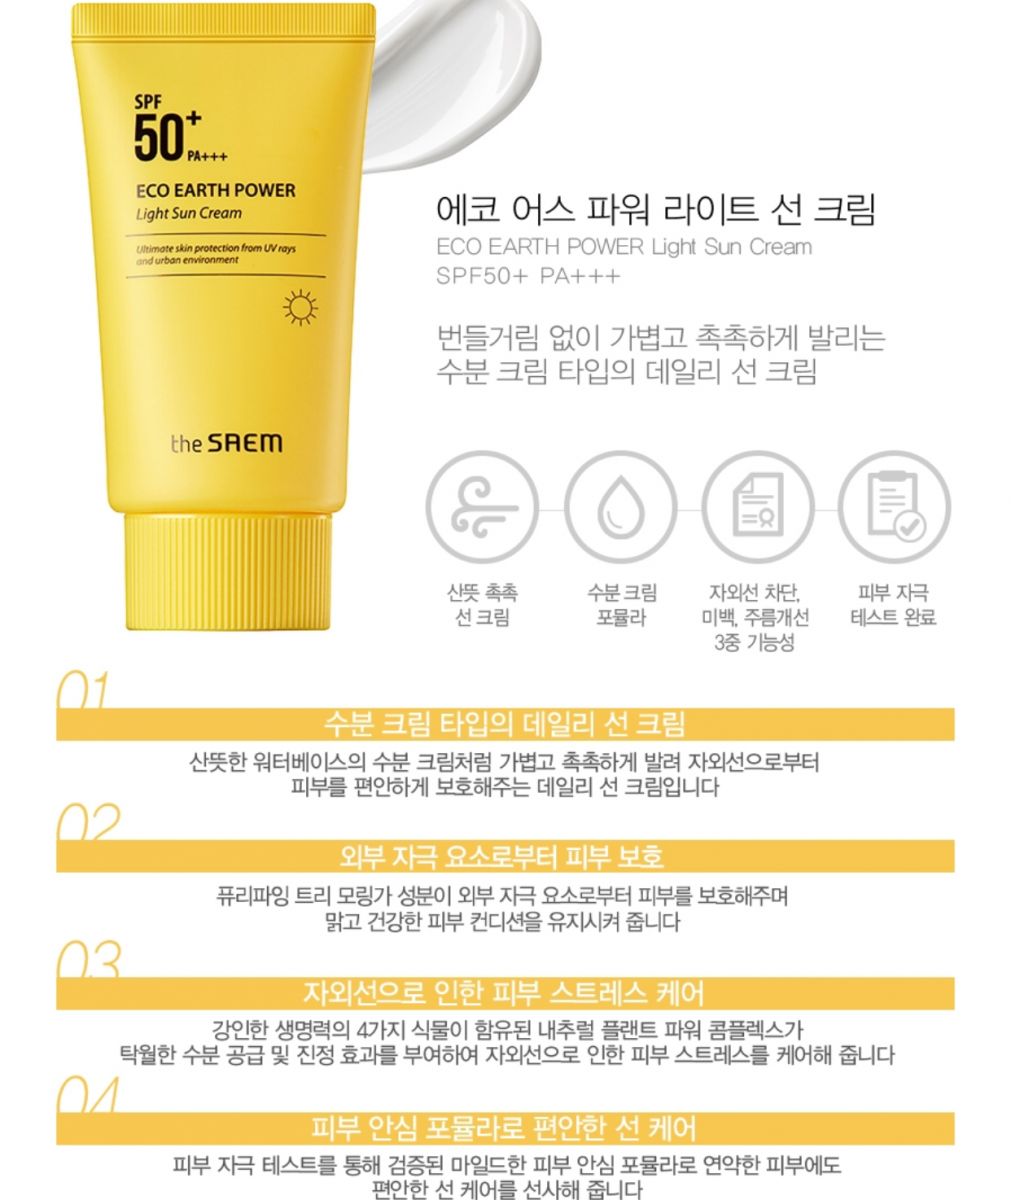 SPF
50+
PA+++
ECO EARTH POWER
Light Sun Cream
Ultimate skin protection from UV rays
and urban environment
the SAEM
에코 어스 파워 라이트 선 크림
ECO EARTH POWER Light Sun Cream
SPF50+ PA+++
번들거림 없이 가볍고 촉촉하게 발리는
수분 크림 타입의 데일리 선 크림
산뜻 촉촉
선 크림
수분 크림
포뮬라
자외선 차단,
미백, 주름개선
3중 기능성
피부 자극
테스트 완료
01
수분 크림 타입의 데일리 선 크림
산뜻한 워터베이스의 수분 크림처럼 가볍고 촉촉하게 발려 자외선으로부터
피부를 편안하게 보호해주는 데일리 선 크림입니다
02
외부 자극 요소로부터 피부 보호
퓨리파잉 트리 모링가 성분이 외부 자극 요소로부터 피부를 보호해주며
맑고 건강한 피부 컨디션을 유지시켜 줍니다
03
자외선으로 인한 피부 스트레스 케어
강인한 생명력의 4가지 식물이 함유된 내추럴 플랜트 파워 콤플렉스가
탁월한 수분 공급 및 진정 효과를 부여하여 자외선으로 인한 피부 스트레스를 케어해 줍니다
04
피부 안심 포뮬라로 편안한 선 케어
피부 자극 테스트를 통해 검증된 마일드한 피부 안심 포뮬라로 연약한 피부에도
편안한 선 케어를 선사해 줍니다